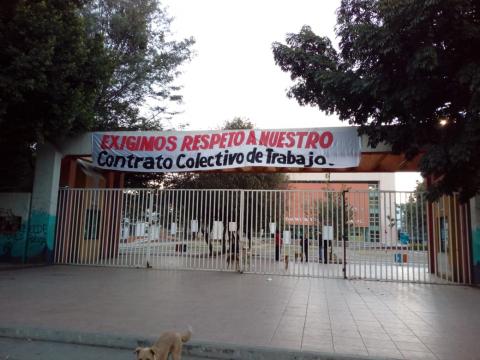 EXIGIMOS RESPETO A NUESTRO
Contrato Colectivo de Trabajo.